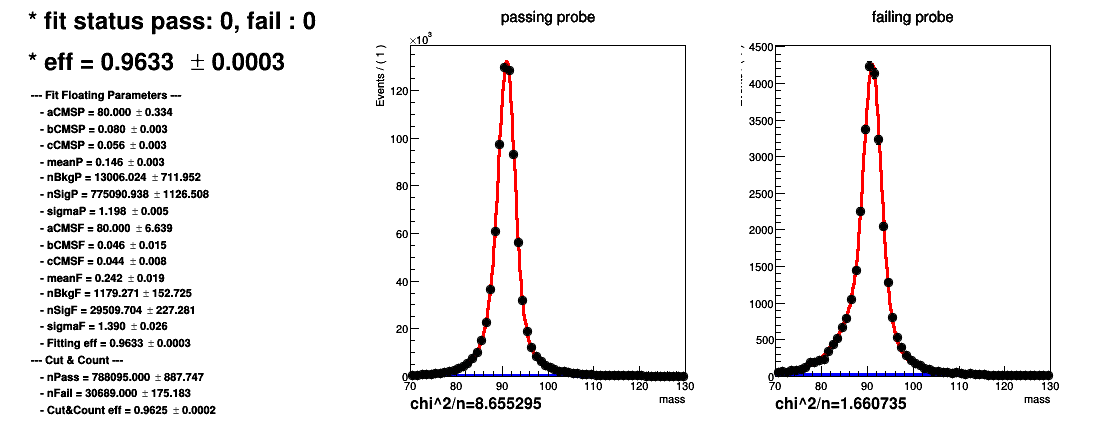 * fit status pass: 0, fail : 0
* eff = 0.9633 ± 0.0003
--- Fit Floating Parameters ---
- aCMSP = 80.000 ± 0.334
- bCMSP = 0.080 ± 0.003
- cCMSP = 0.056 ± 0.003
- meanP = 0.146 ± 0.003
- nBkgP = 13006.024 ± 711.952
- nSigP = 775090.938 ± 1126.508
- sigmaP = 1.198 ± 0.005
- aCMSF = 80.000 ± 6.639
- bCMSF = 0.046 ± 0.015
- cCMSF = 0.044 ± 0.008
- meanF = 0.242 ± 0.019
- nBkgF = 1179.271 ± 152.725
- nSigF = 29509.704 ± 227.281
- sigmaF = 1.390 ± 0.026
- Fitting eff = 0.9633 ± 0.0003
--- Cut & Count ---
- nPass = 788095.000 ± 887.747
- nFail = 30689.000 ± 175.183
- Cut&Count eff = 0.9625 ± 0.0002
passing probe
×10³
Events / ( 1 )
120
100
80
60
40
20
0
70 80 90 100 110 120 130
mass
chi^2/n=8.655295
failing probe
4500
4000
3500
3000
2500
2000
1500
1000
500
0
70 80 90 100 110 120 130
mass
chi^2/n=1.660735